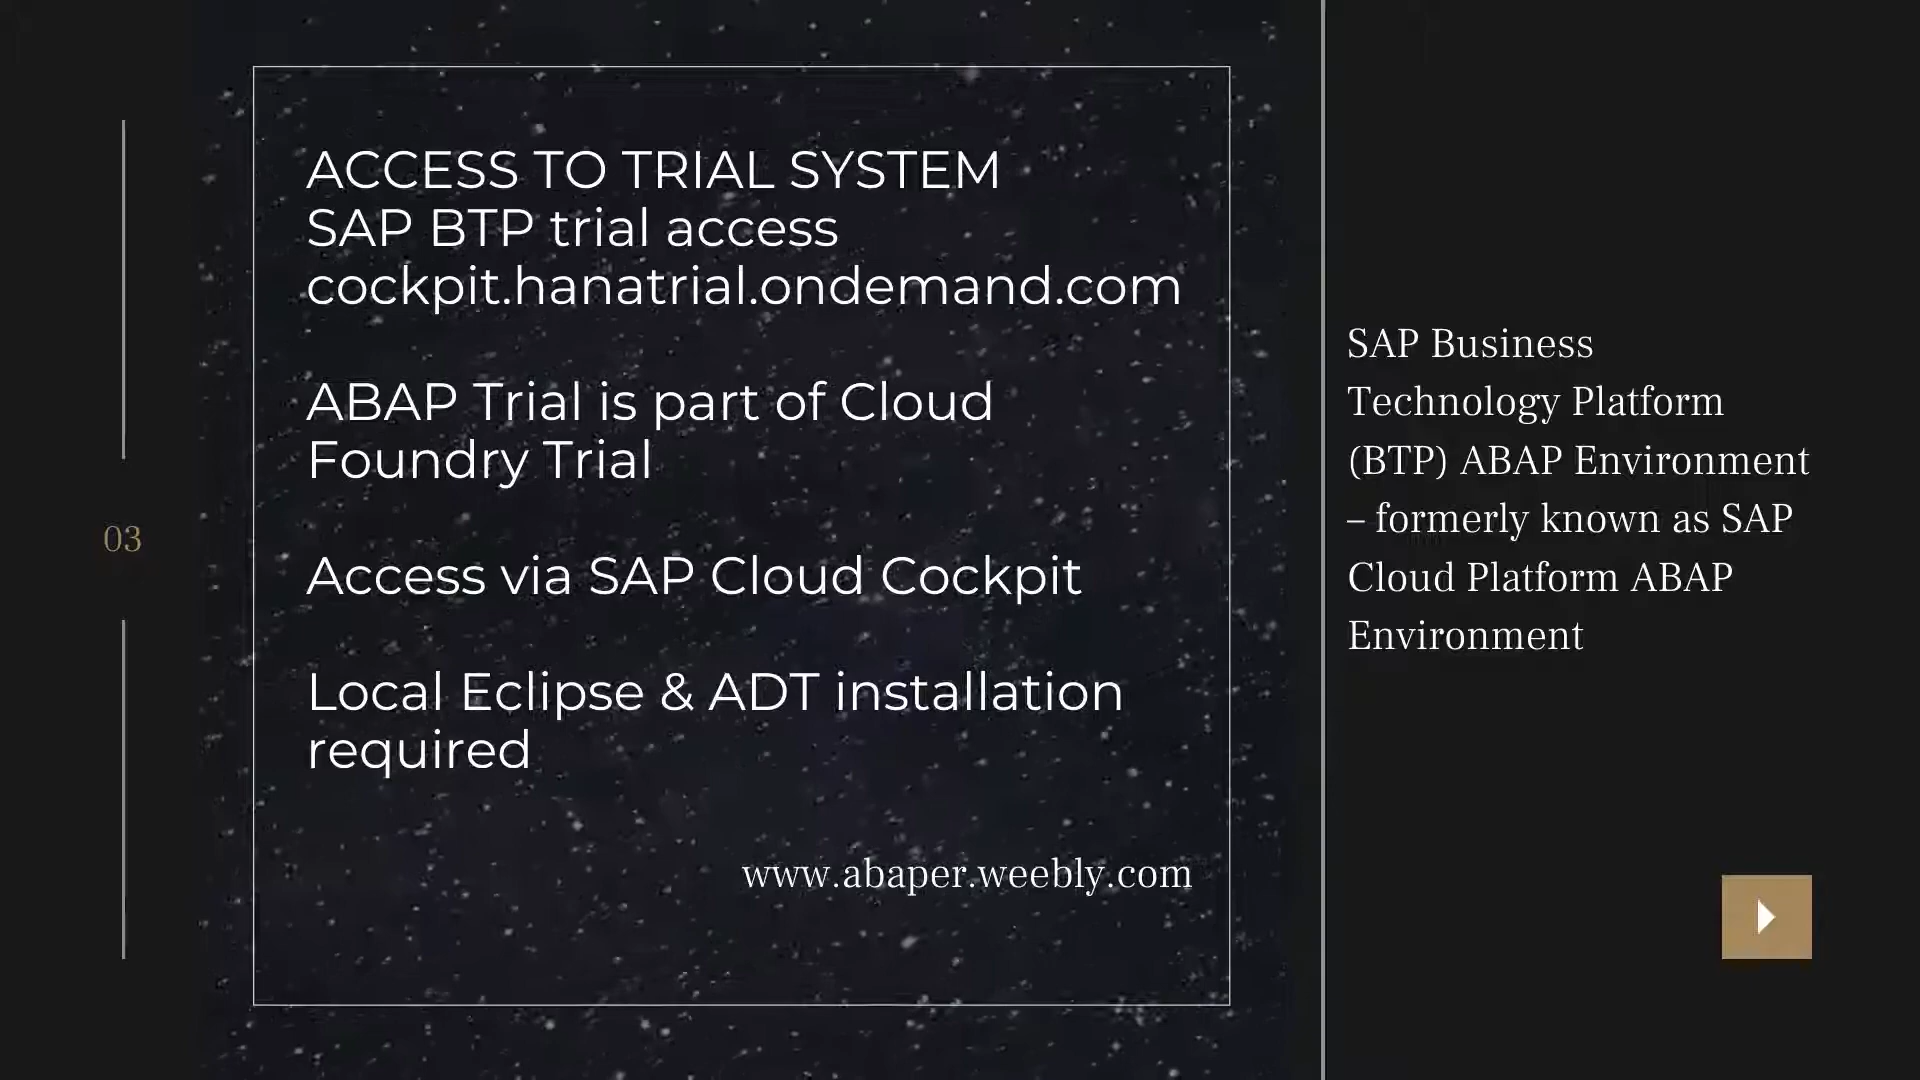 ACCESS TO TRIAL SYSTEM
SAP BTP trial access
cockpit.hanatrial.ondemand.com
ABAP Trial is part of Cloud
Foundry Trial
Access via SAP Cloud Cockpit
Local Eclipse & ADT installation
required
www.abaper.weebly.com
03
SAP Business
Technology Platform
(BTP) ABAP Environment
– formerly known as SAP
Cloud Platform ABAP
Environment